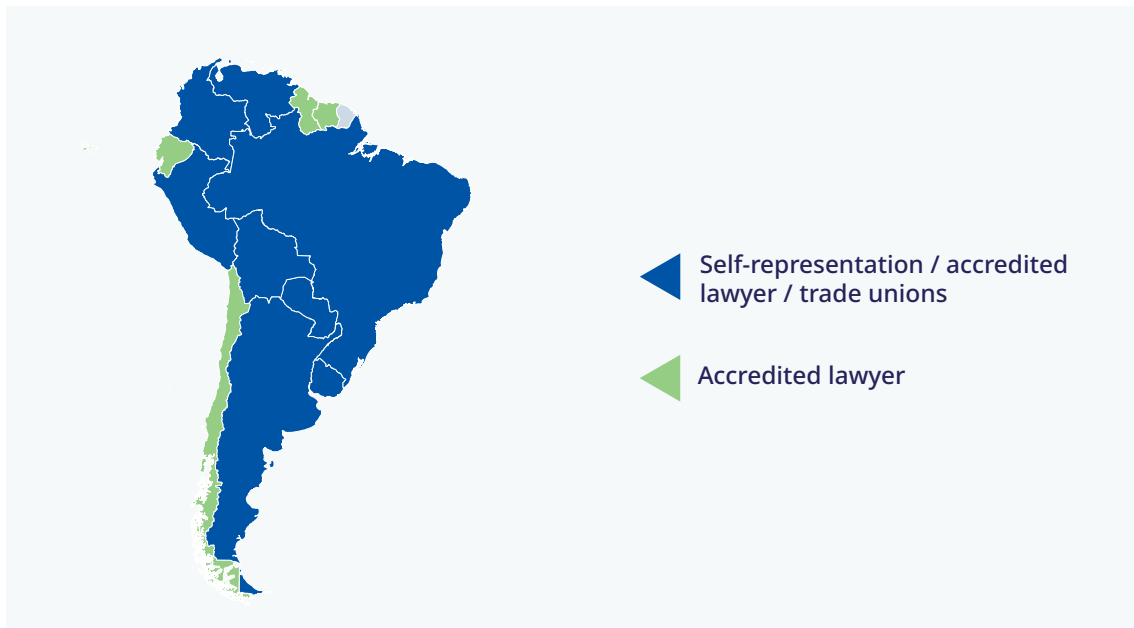 Self-representation / accredited
lawyer / trade unions
Accredited lawyer